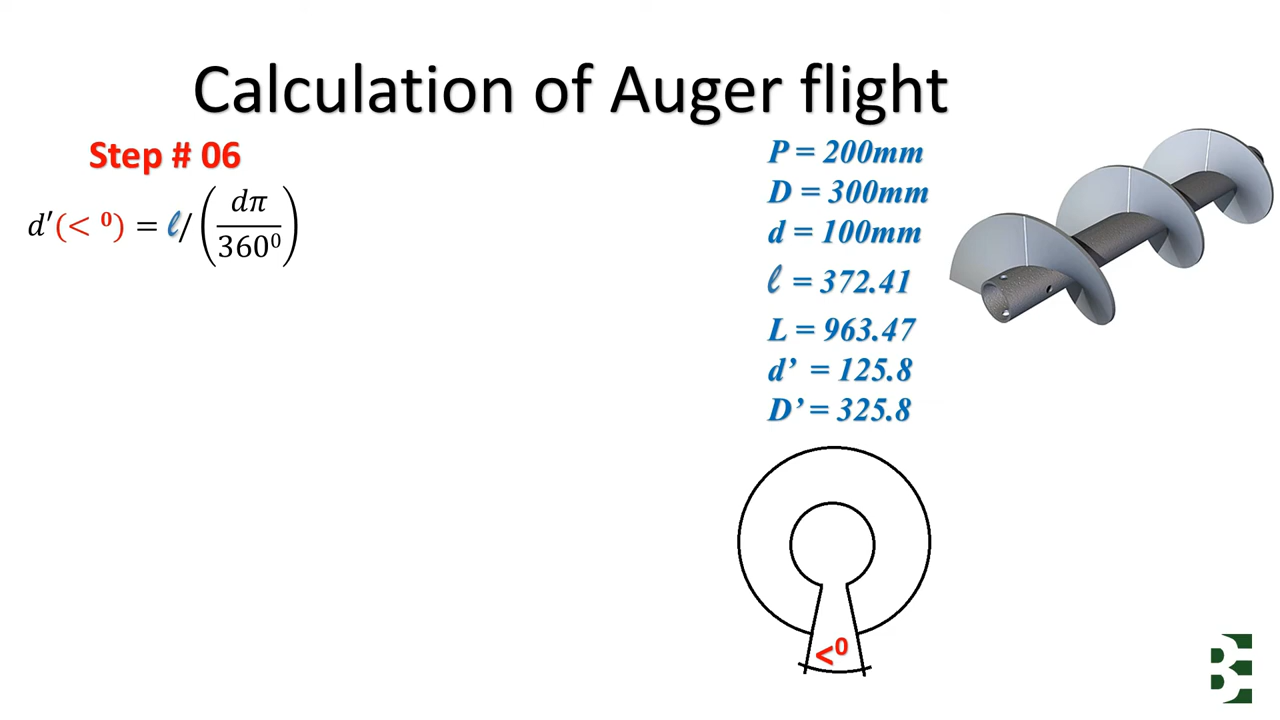 Calculation of Auger flight
Step # 06
d′(< ⁰) = ℓ/(dπ/360⁰)
P = 200mm
D = 300mm
d = 100mm
ℓ = 372.41
L = 963.47
d’ = 125.8
D’ = 325.8
<⁰